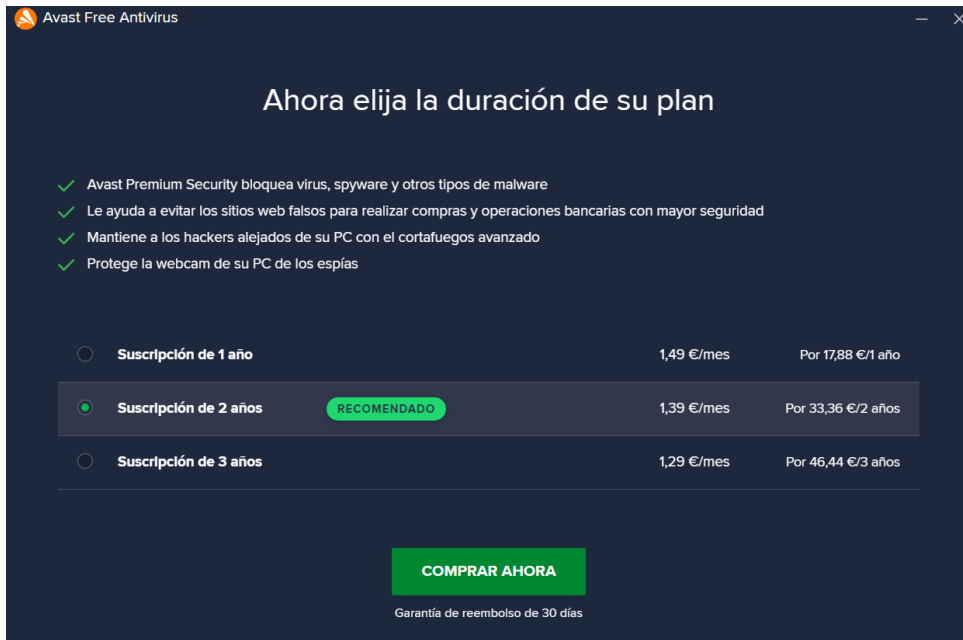 Avast Free Antivirus
Ahora elija la duración de su plan
Avast Premium Security bloquea virus, spyware y otros tipos de malware
Le ayuda a evitar los sitios web falsos para realizar compras y operaciones bancarias con mayor seguridad
Mantiene a los hackers alejados de su PC con el cortafuegos avanzado
Protege la webcam de su PC de los espías
Suscripción de 1 año 1,49 €/mes Por 17,88 €/1 año
Suscripción de 2 años RECOMENDADO 1,39 €/mes Por 33,36 €/2 años
Suscripción de 3 años 1,29 €/mes Por 46,44 €/3 años
COMPRAR AHORA
Garantía de reembolso de 30 días